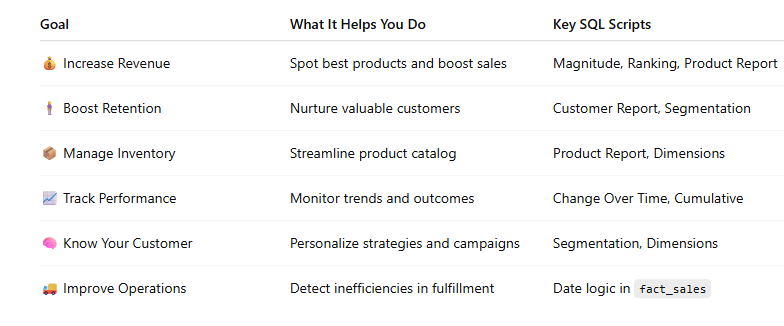 Goal What It Helps You Do Key SQL Scripts
💰 Increase Revenue Spot best products and boost sales Magnitude, Ranking, Product Report
🧍‍♀️ Boost Retention Nurture valuable customers Customer Report, Segmentation
📦 Manage Inventory Streamline product catalog Product Report, Dimensions
📈 Track Performance Monitor trends and outcomes Change Over Time, Cumulative
🧠 Know Your Customer Personalize strategies and campaigns Segmentation, Dimensions
🚚 Improve Operations Detect inefficiencies in fulfillment Date logic in fact_sales